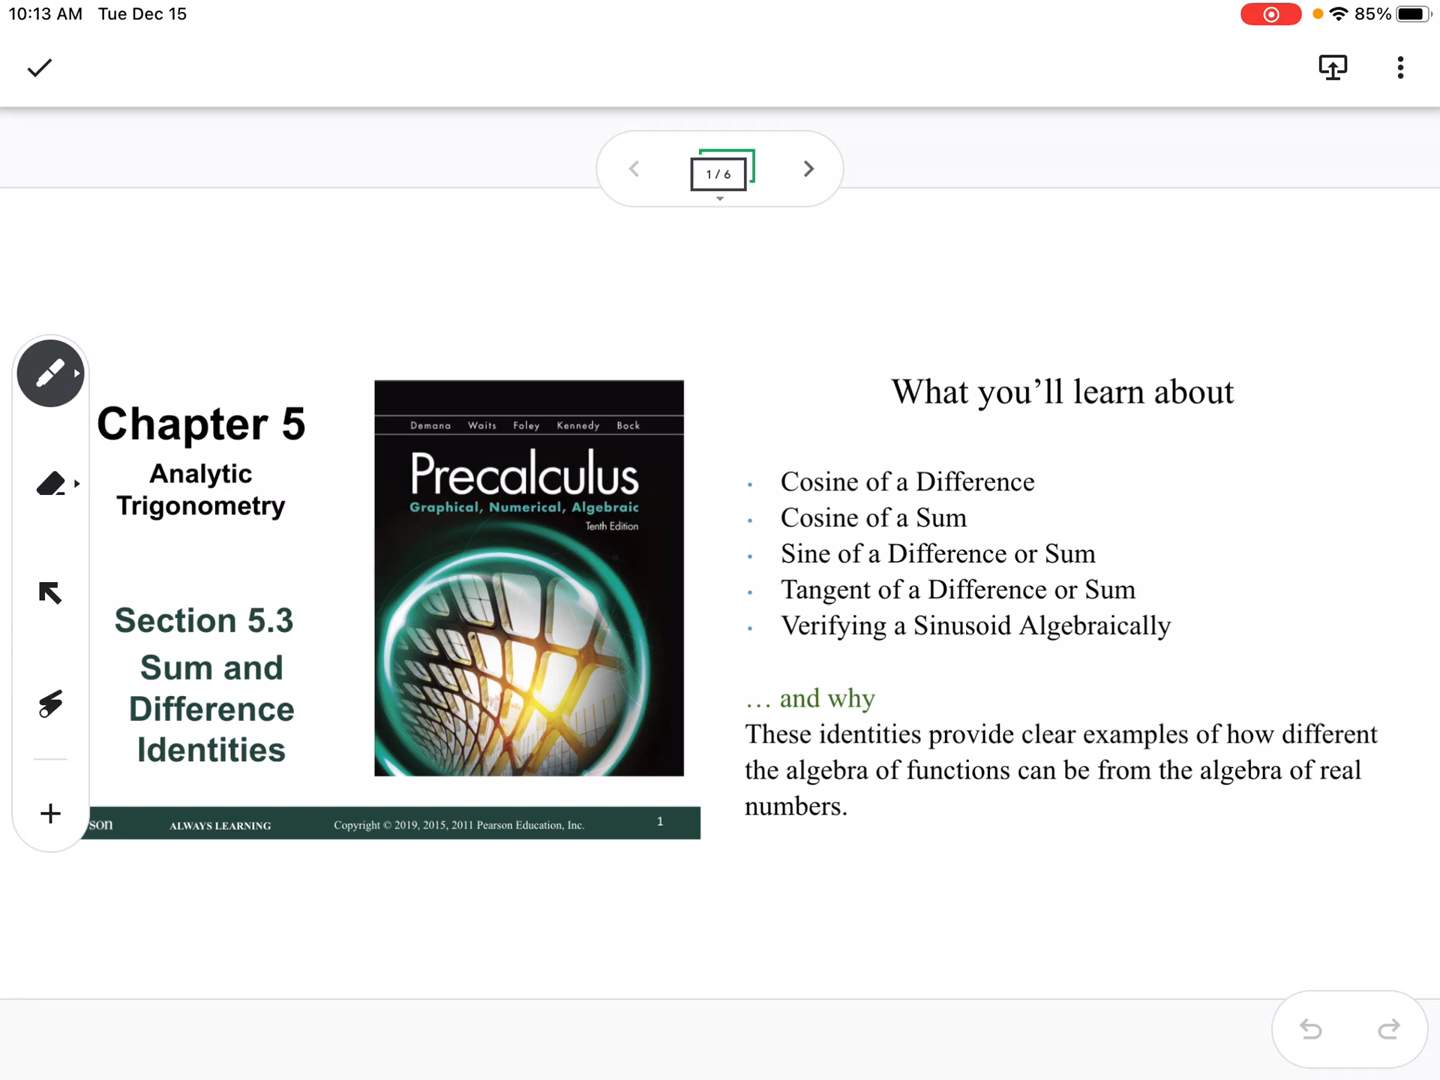 10:13 AM Tue Dec 15
85%
1 / 6
Chapter 5
Analytic
Trigonometry
Section 5.3
Sum and
Difference
Identities
Demana Waits Foley Kennedy Bock
Precalculus
Graphical, Numerical, Algebraic
Tenth Edition
What you’ll learn about
• Cosine of a Difference
• Cosine of a Sum
• Sine of a Difference or Sum
• Tangent of a Difference or Sum
• Verifying a Sinusoid Algebraically
… and why
These identities provide clear examples of how different
the algebra of functions can be from the algebra of real
numbers.
son ALWAYS LEARNING Copyright © 2019, 2015, 2011 Pearson Education, Inc. 1